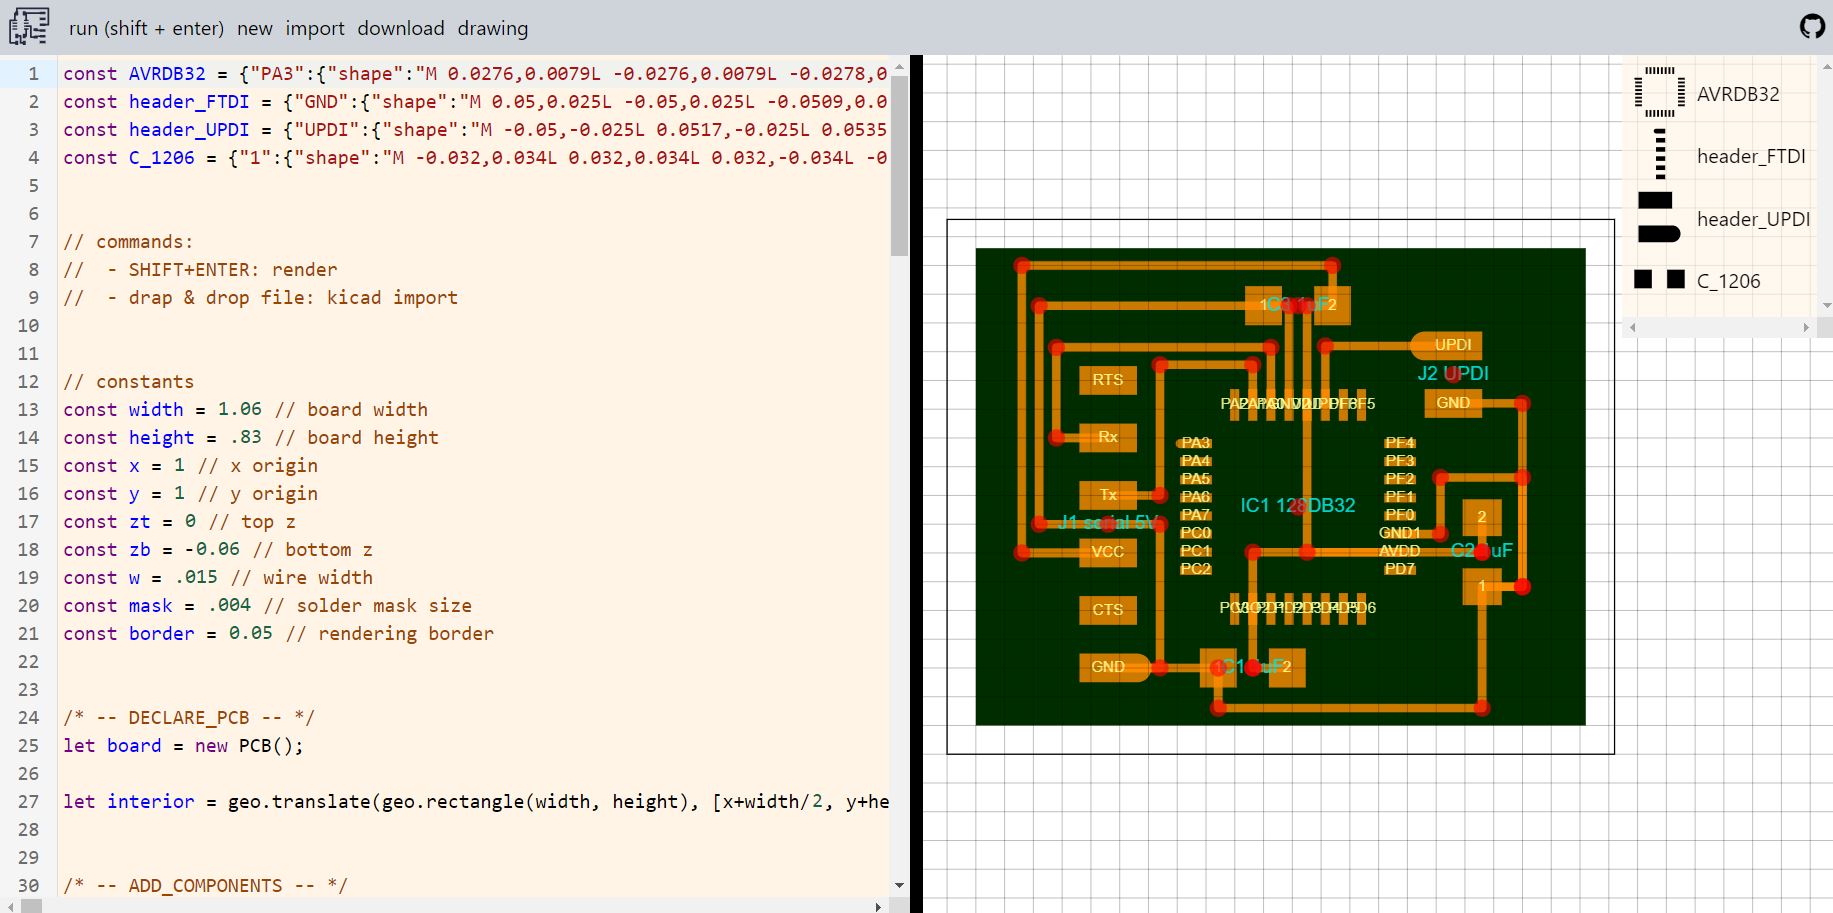 run (shift + enter) new import download drawing
1 const AVRDB32 = {"PA3":{"shape":"M 0.0276,0.0079L -0.0276,0.0079L -0.0278,0
2 const header_FTDI = {"GND":{"shape":"M 0.05,0.025L -0.05,0.025L -0.0509,0.0
3 const header_UPDI = {"UPDI":{"shape":"M -0.05,-0.025L 0.0517,-0.025L 0.0535
4 const C_1206 = {"1":{"shape":"M -0.032,0.034L 0.032,0.034L 0.032,-0.034L -0
5
6
7 // commands:
8 //  - SHIFT+ENTER: render
9 //  - drap & drop file: kicad import
10
11
12 // constants
13 const width = 1.06 // board width
14 const height = .83 // board height
15 const x = 1 // x origin
16 const y = 1 // y origin
17 const zt = 0 // top z
18 const zb = -0.06 // bottom z
19 const w = .015 // wire width
20 const mask = .004 // solder mask size
21 const border = 0.05 // rendering border
22
23
24 /* -- DECLARE_PCB -- */
25 let board = new PCB();
26
27 let interior = geo.translate(geo.rectangle(width, height), [x+width/2, y+he
28
29
30 /* -- ADD_COMPONENTS -- */
AVRDB32
header_FTDI
header_UPDI
C_1206
1
2
UPDI
J2 UPDI
GND
RTS
Rx
Tx
J1 serial 5V
VCC
CTS
GND
PA3
PA4
PA5
PA6
PA7
PC0
PC1
PC2
IC1 128DB32
PF4
PF3
PF2
PF1
PF0
GND1
AVDD
PD7
2
1
2